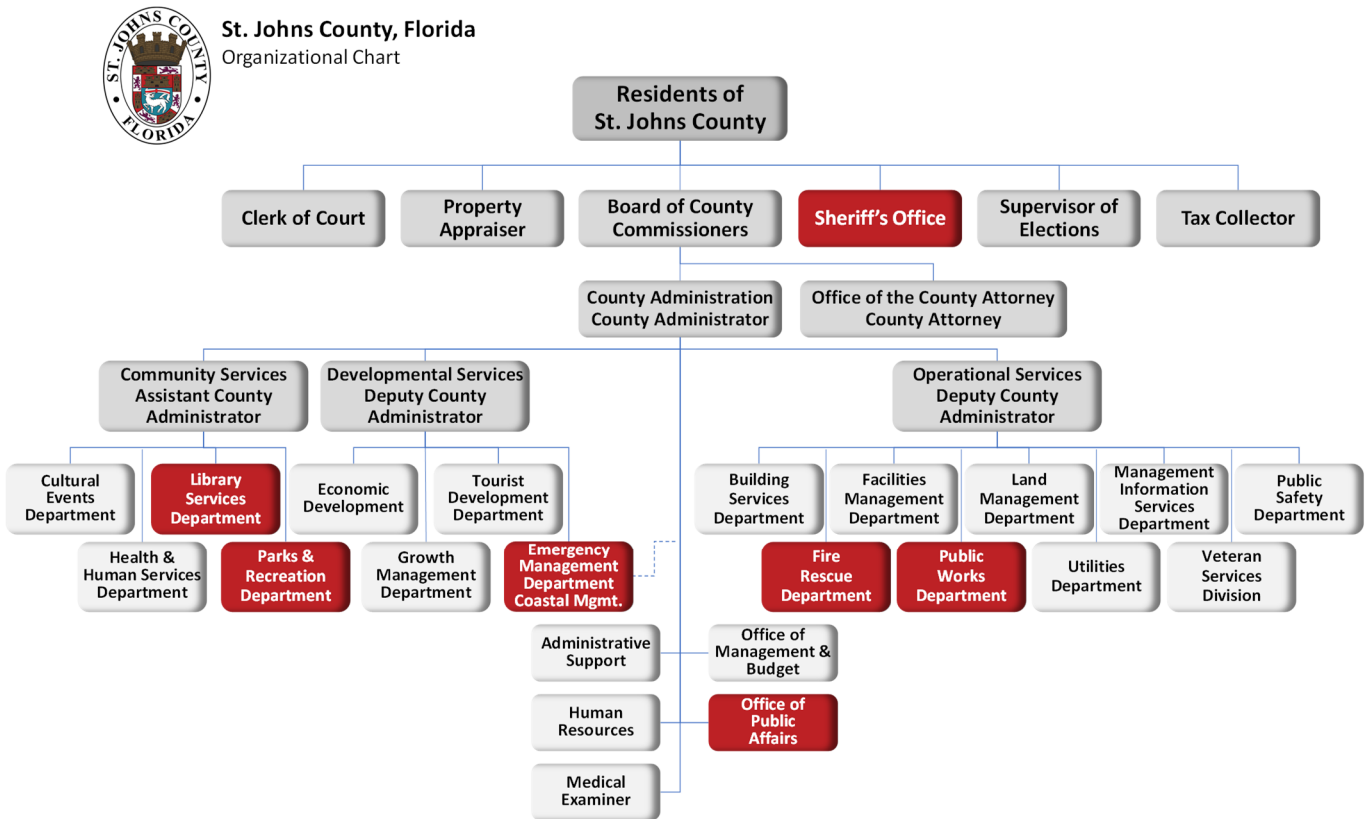 ST. JOHNS COUNTY
FLORIDA
St. Johns County, Florida
Organizational Chart
Residents of
St. Johns County
Clerk of Court
Property
Appraiser
Board of County
Commissioners
Sheriff’s Office
Supervisor of
Elections
Tax Collector
County Administration
County Administrator
Office of the County Attorney
County Attorney
Community Services
Assistant County
Administrator
Developmental Services
Deputy County
Administrator
Operational Services
Deputy County
Administrator
Cultural
Events
Department
Library
Services
Department
Economic
Development
Tourist
Development
Department
Building
Services
Department
Facilities
Management
Department
Land
Management
Department
Management
Information
Services
Department
Public
Safety
Department
Health &
Human Services
Department
Parks &
Recreation
Department
Growth
Management
Department
Emergency
Management
Department
Coastal Mgmt.
Fire
Rescue
Department
Public
Works
Department
Utilities
Department
Veteran
Services
Division
Administrative
Support
Office of
Management &
Budget
Human
Resources
Office of
Public
Affairs
Medical
Examiner